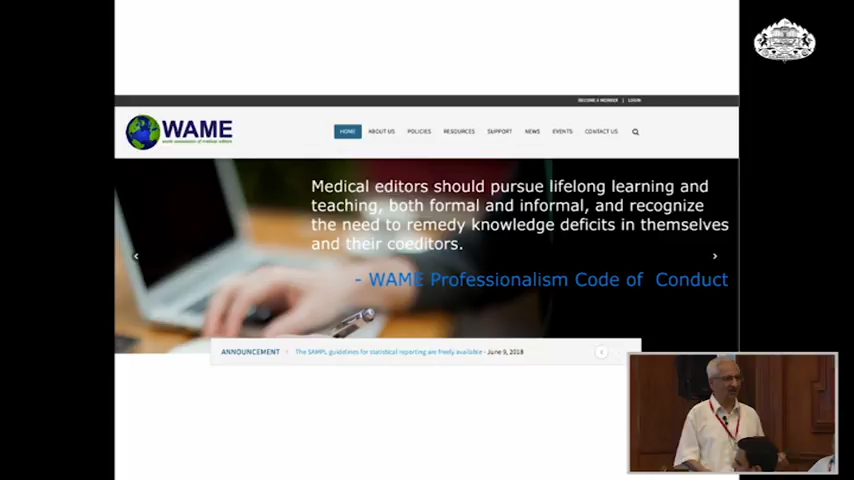 BECOME A MEMBER | LOGIN
WAME
world association of medical editors
HOME ABOUT US POLICIES RESOURCES SUPPORT NEWS EVENTS CONTACT US
Medical editors should pursue lifelong learning and
teaching, both formal and informal, and recognize
the need to remedy knowledge deficits in themselves
and their coeditors.
- WAME Professionalism Code of Conduct
ANNOUNCEMENT
The SAMPL guidelines for statistical reporting are freely available - June 9, 2018